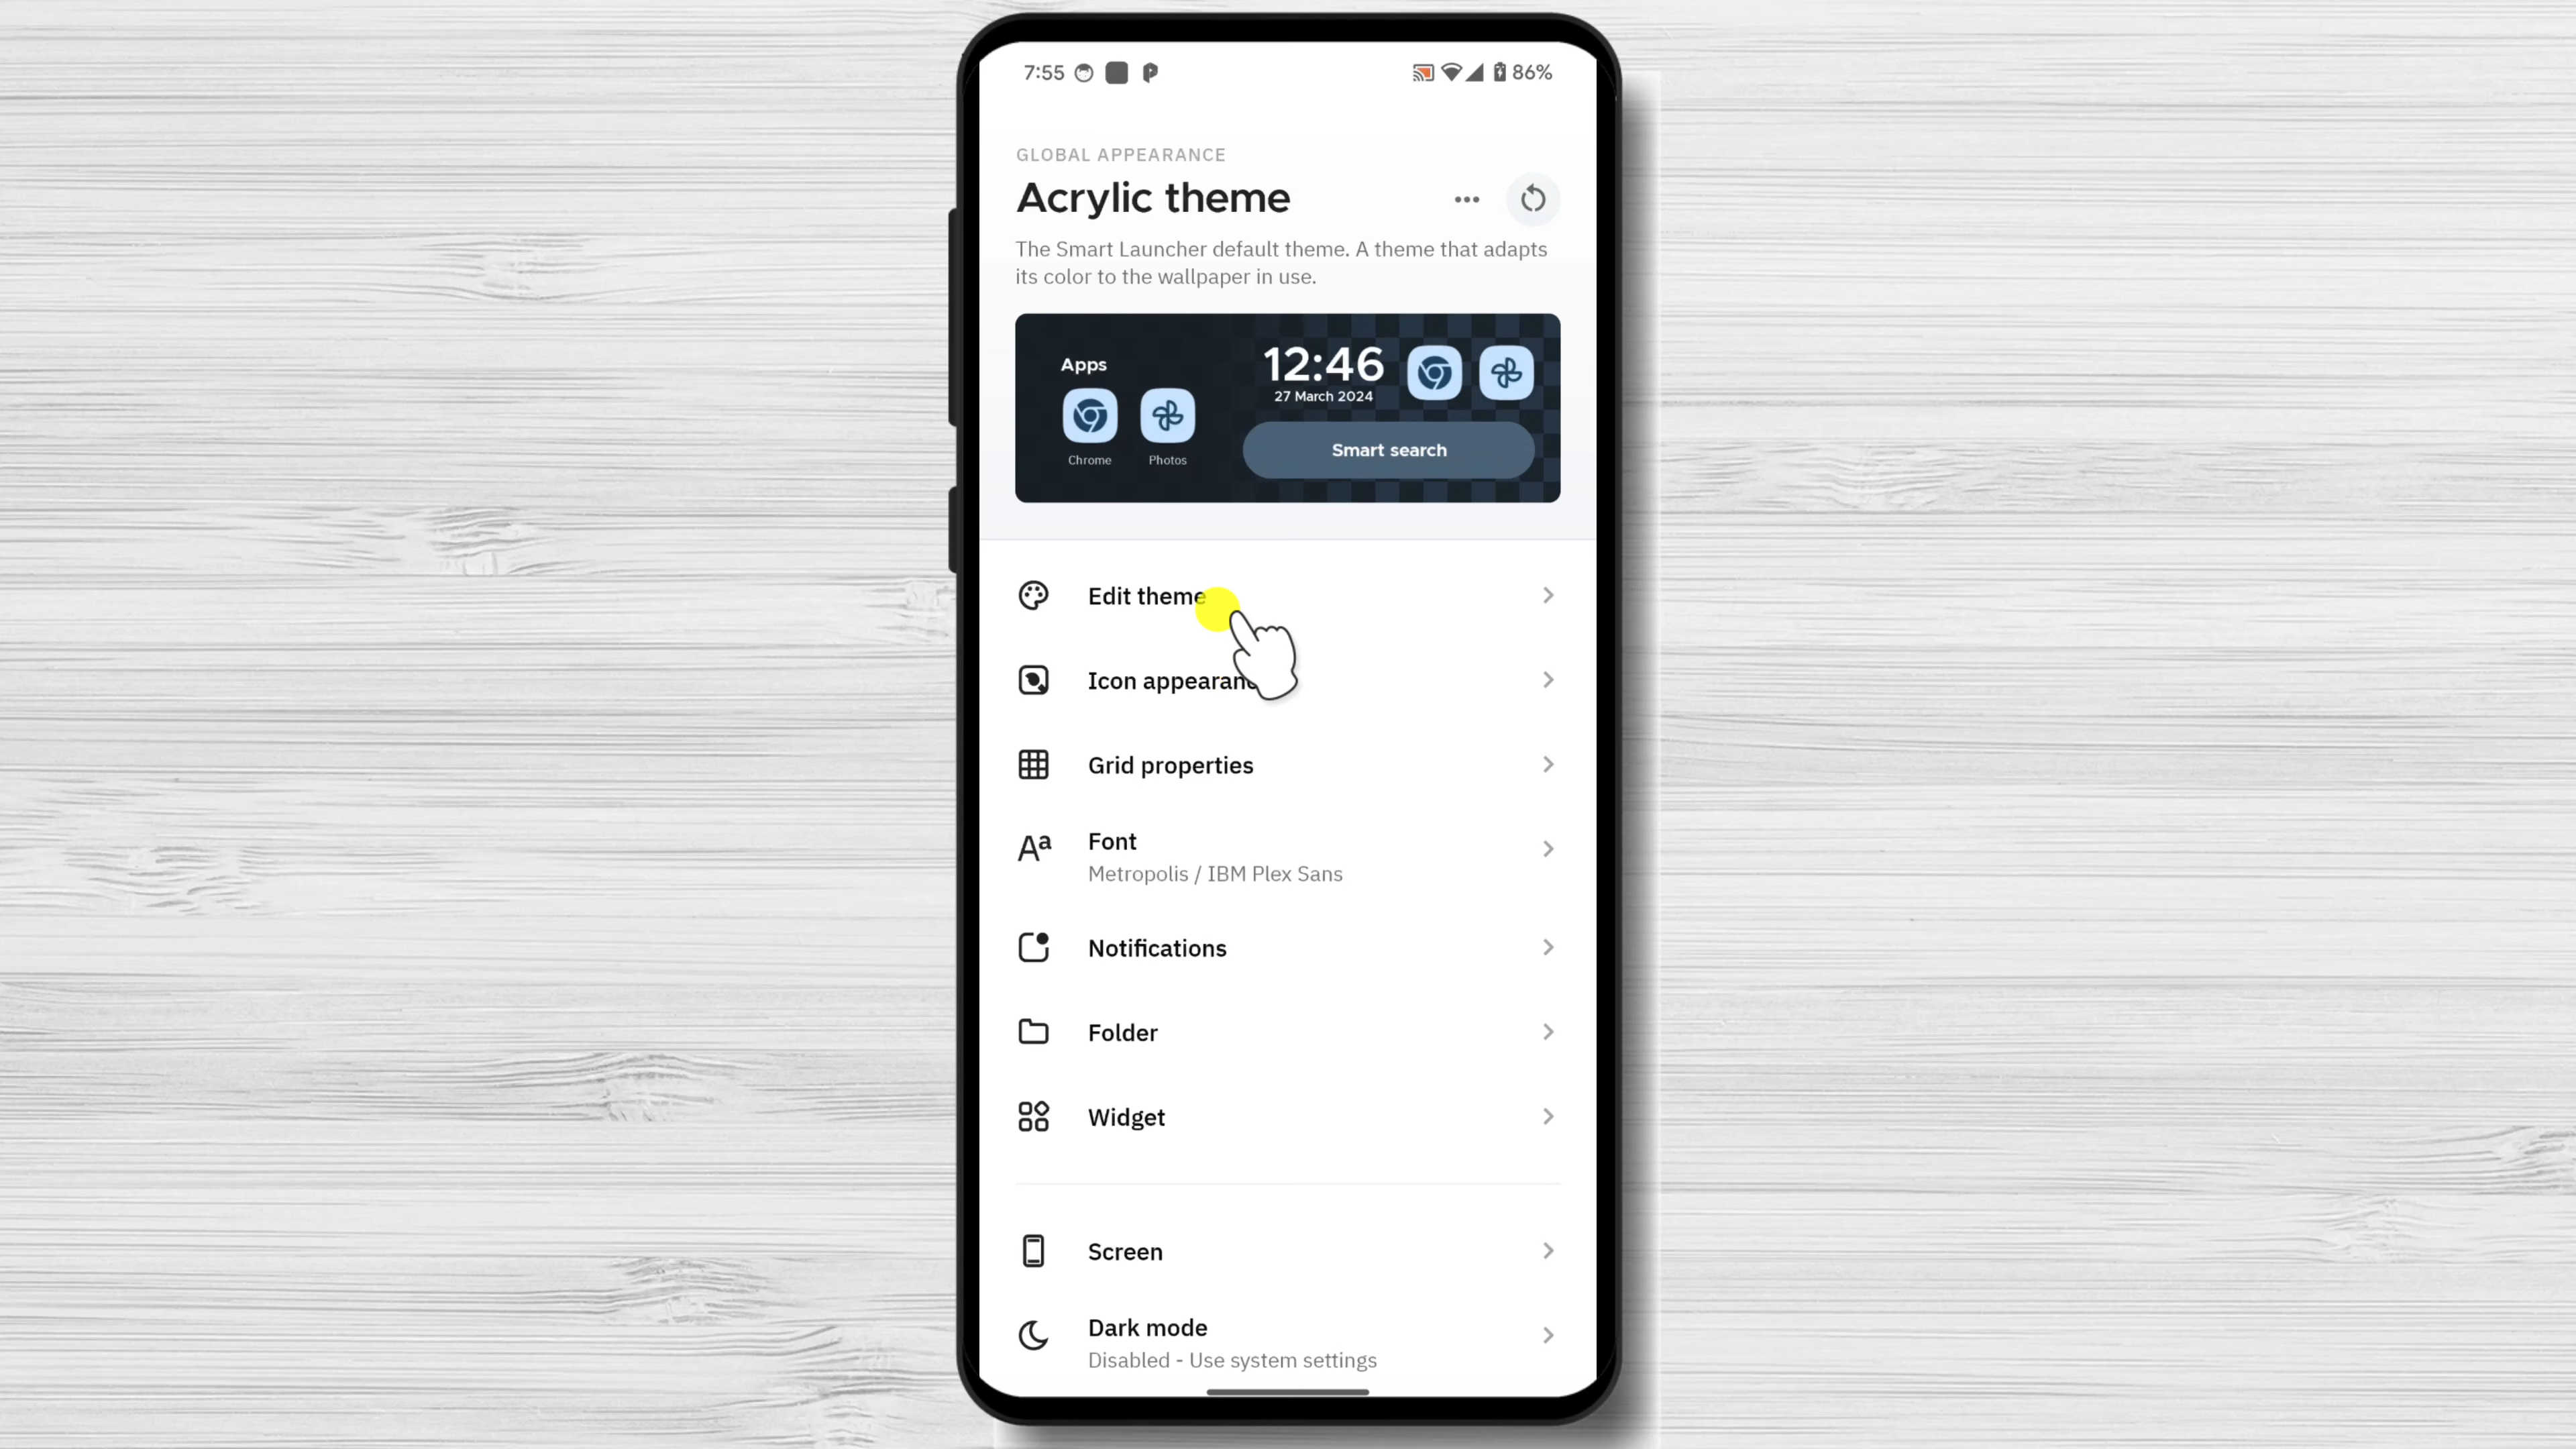 7:55
86%
GLOBAL APPEARANCE
Acrylic theme
The Smart Launcher default theme. A theme that adapts
its color to the wallpaper in use.
Apps
Chrome
Photos
12:46
27 March 2024
Smart search
Edit theme
Icon
Grid properties
Font
Metropolis / IBM Plex Sans
Notifications
Folder
Widget
Screen
Dark mode
Disabled - Use system settings